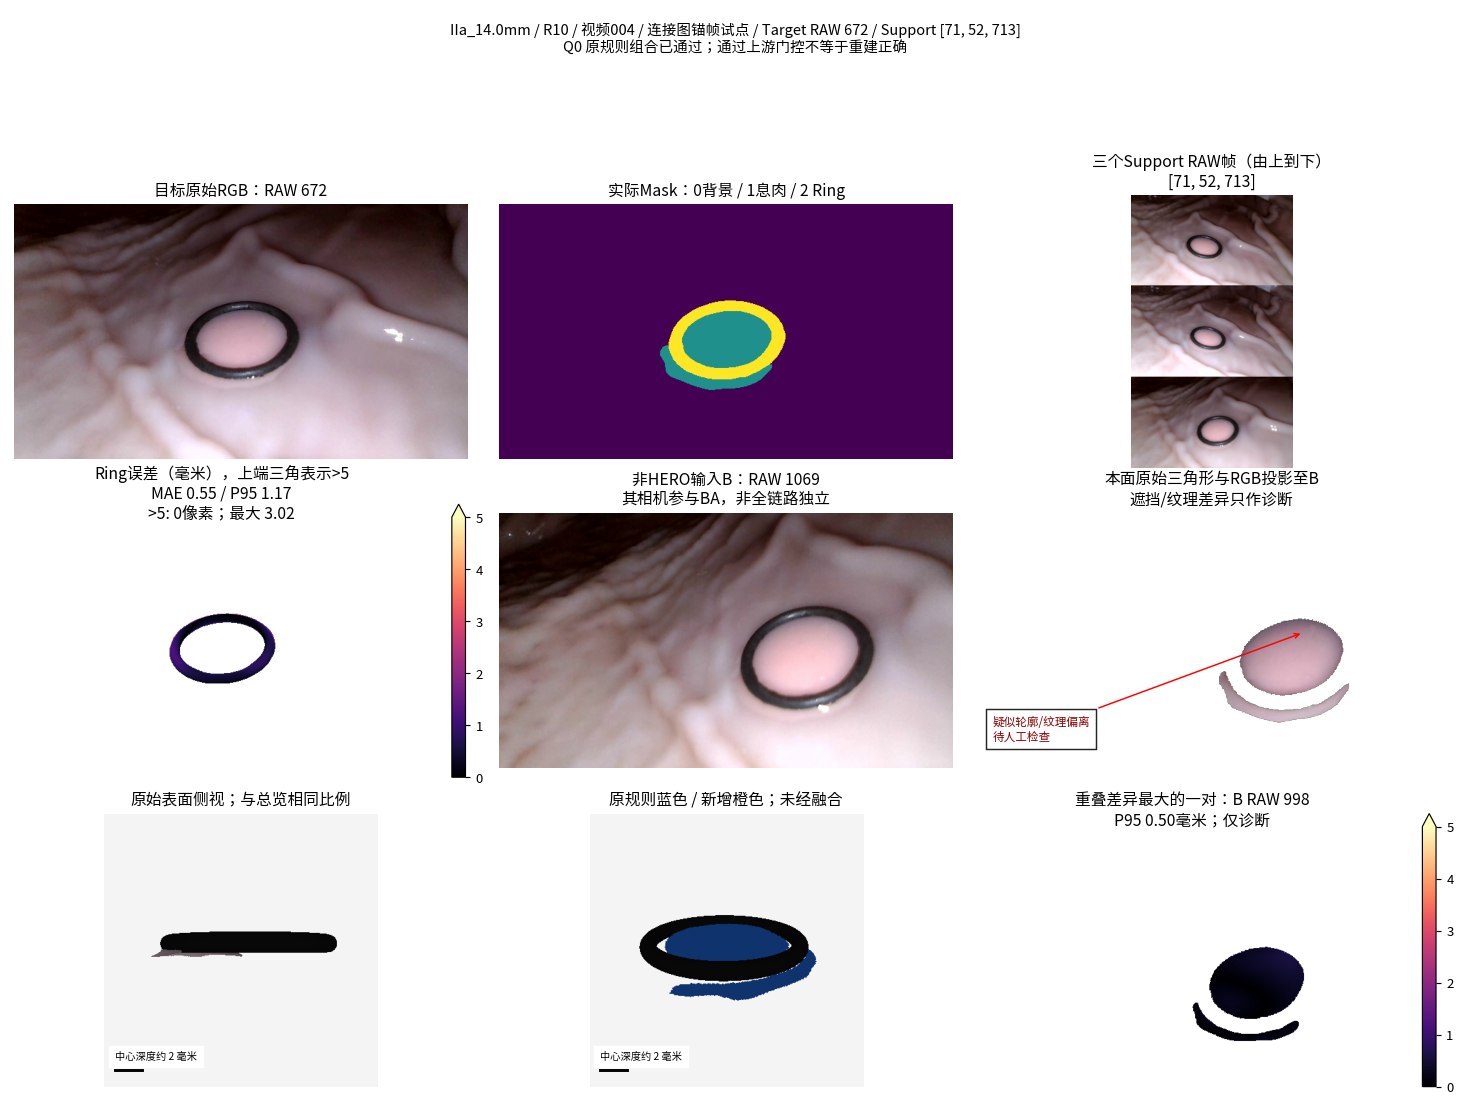 IIa_14.0mm / R10 / 视频004 / 连接图锚帧试点 / Target RAW 672 / Support [71, 52, 713]
Q0 原规则组合已通过；通过上游门控不等于重建正确
目标原始RGB：RAW 672
实际Mask：0背景 / 1息肉 / 2 Ring
三个Support RAW帧（由上到下）
[71, 52, 713]
Ring误差（毫米），上端三角表示>5
MAE 0.55 / P95 1.17
>5: 0像素；最大 3.02
5
4
3
2
1
0
非HERO输入B：RAW 1069
其相机参与BA，非全链路独立
本面原始三角形与RGB投影至B
遮挡/纹理差异只作诊断
疑似轮廓/纹理偏离
待人工检查
原始表面侧视；与总览相同比例
中心深度约 2 毫米
原规则蓝色 / 新增橙色；未经融合
中心深度约 2 毫米
重叠差异最大的一对：B RAW 998
P95 0.50毫米；仅诊断
5
4
3
2
1
0